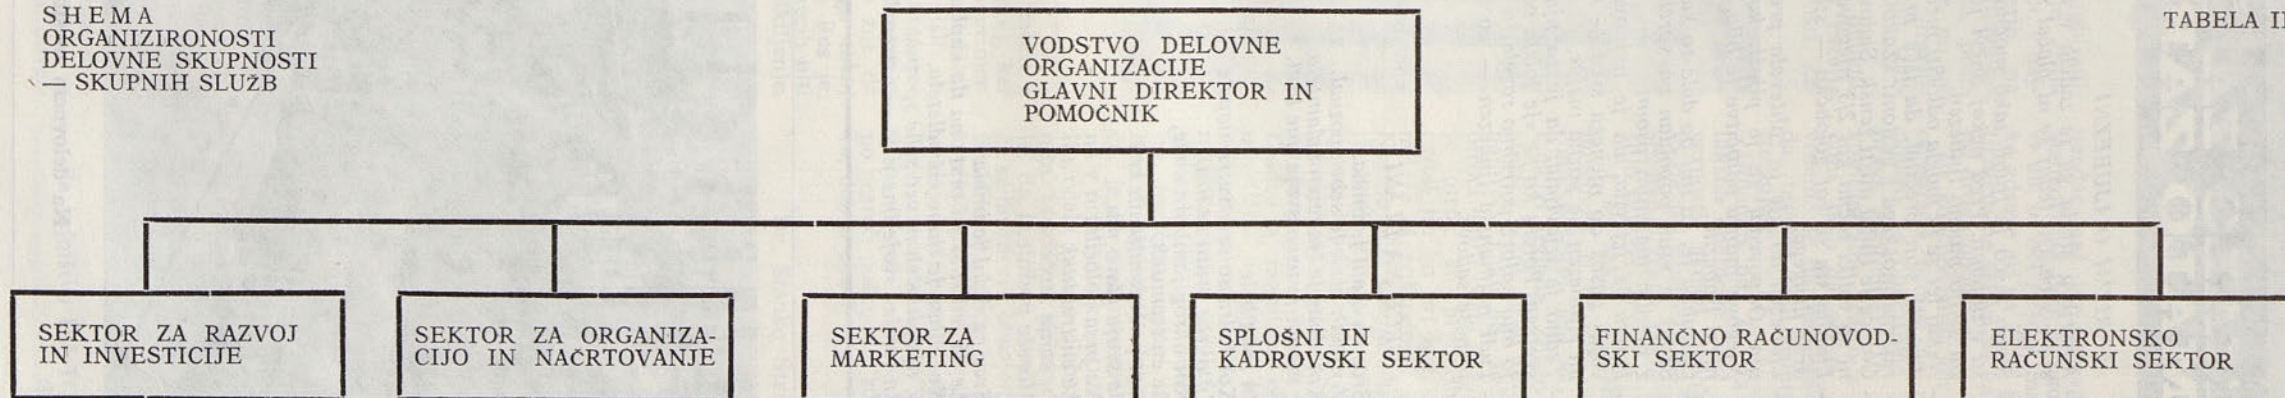 S H E M A
ORGANIZIRONOSTI
DELOVNE SKUPNOSTI
— SKUPNIH SLUŽB
VODSTVO DELOVNE
ORGANIZACIJE
GLAVNI DIREKTOR IN
POMOČNIK
TABELA II
SEKTOR ZA RAZVOJ
IN INVESTICIJE
SEKTOR ZA ORGANIZA-
CIJO IN NAČRTOVANJE
SEKTOR ZA
MARKETING
SPLOŠNI IN
KADROVSKI SEKTOR
FINANČNO RAČUNOVOD-
SKI SEKTOR
ELEKTRONSKO
RAČUNSKI SEKTOR